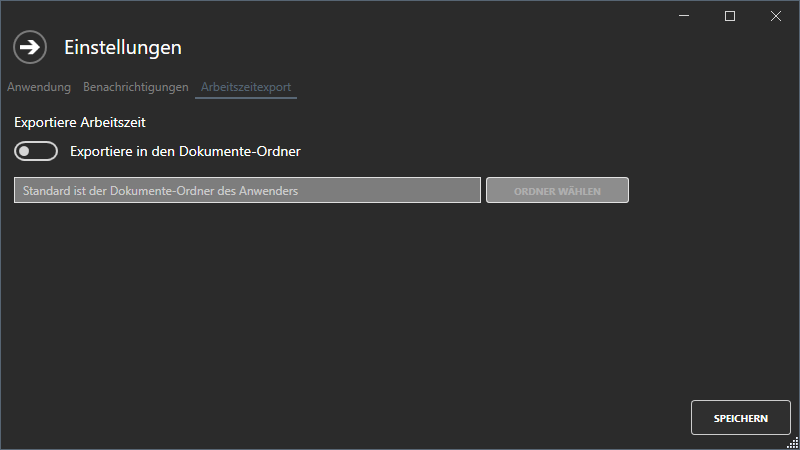 Einstellungen
Anwendung Benachrichtigungen Arbeitszeitexport
Exportiere Arbeitszeit
Exportiere in den Dokumente-Ordner
Standard ist der Dokumente-Ordner des Anwenders ORDNER WÄHLEN
SPEICHERN